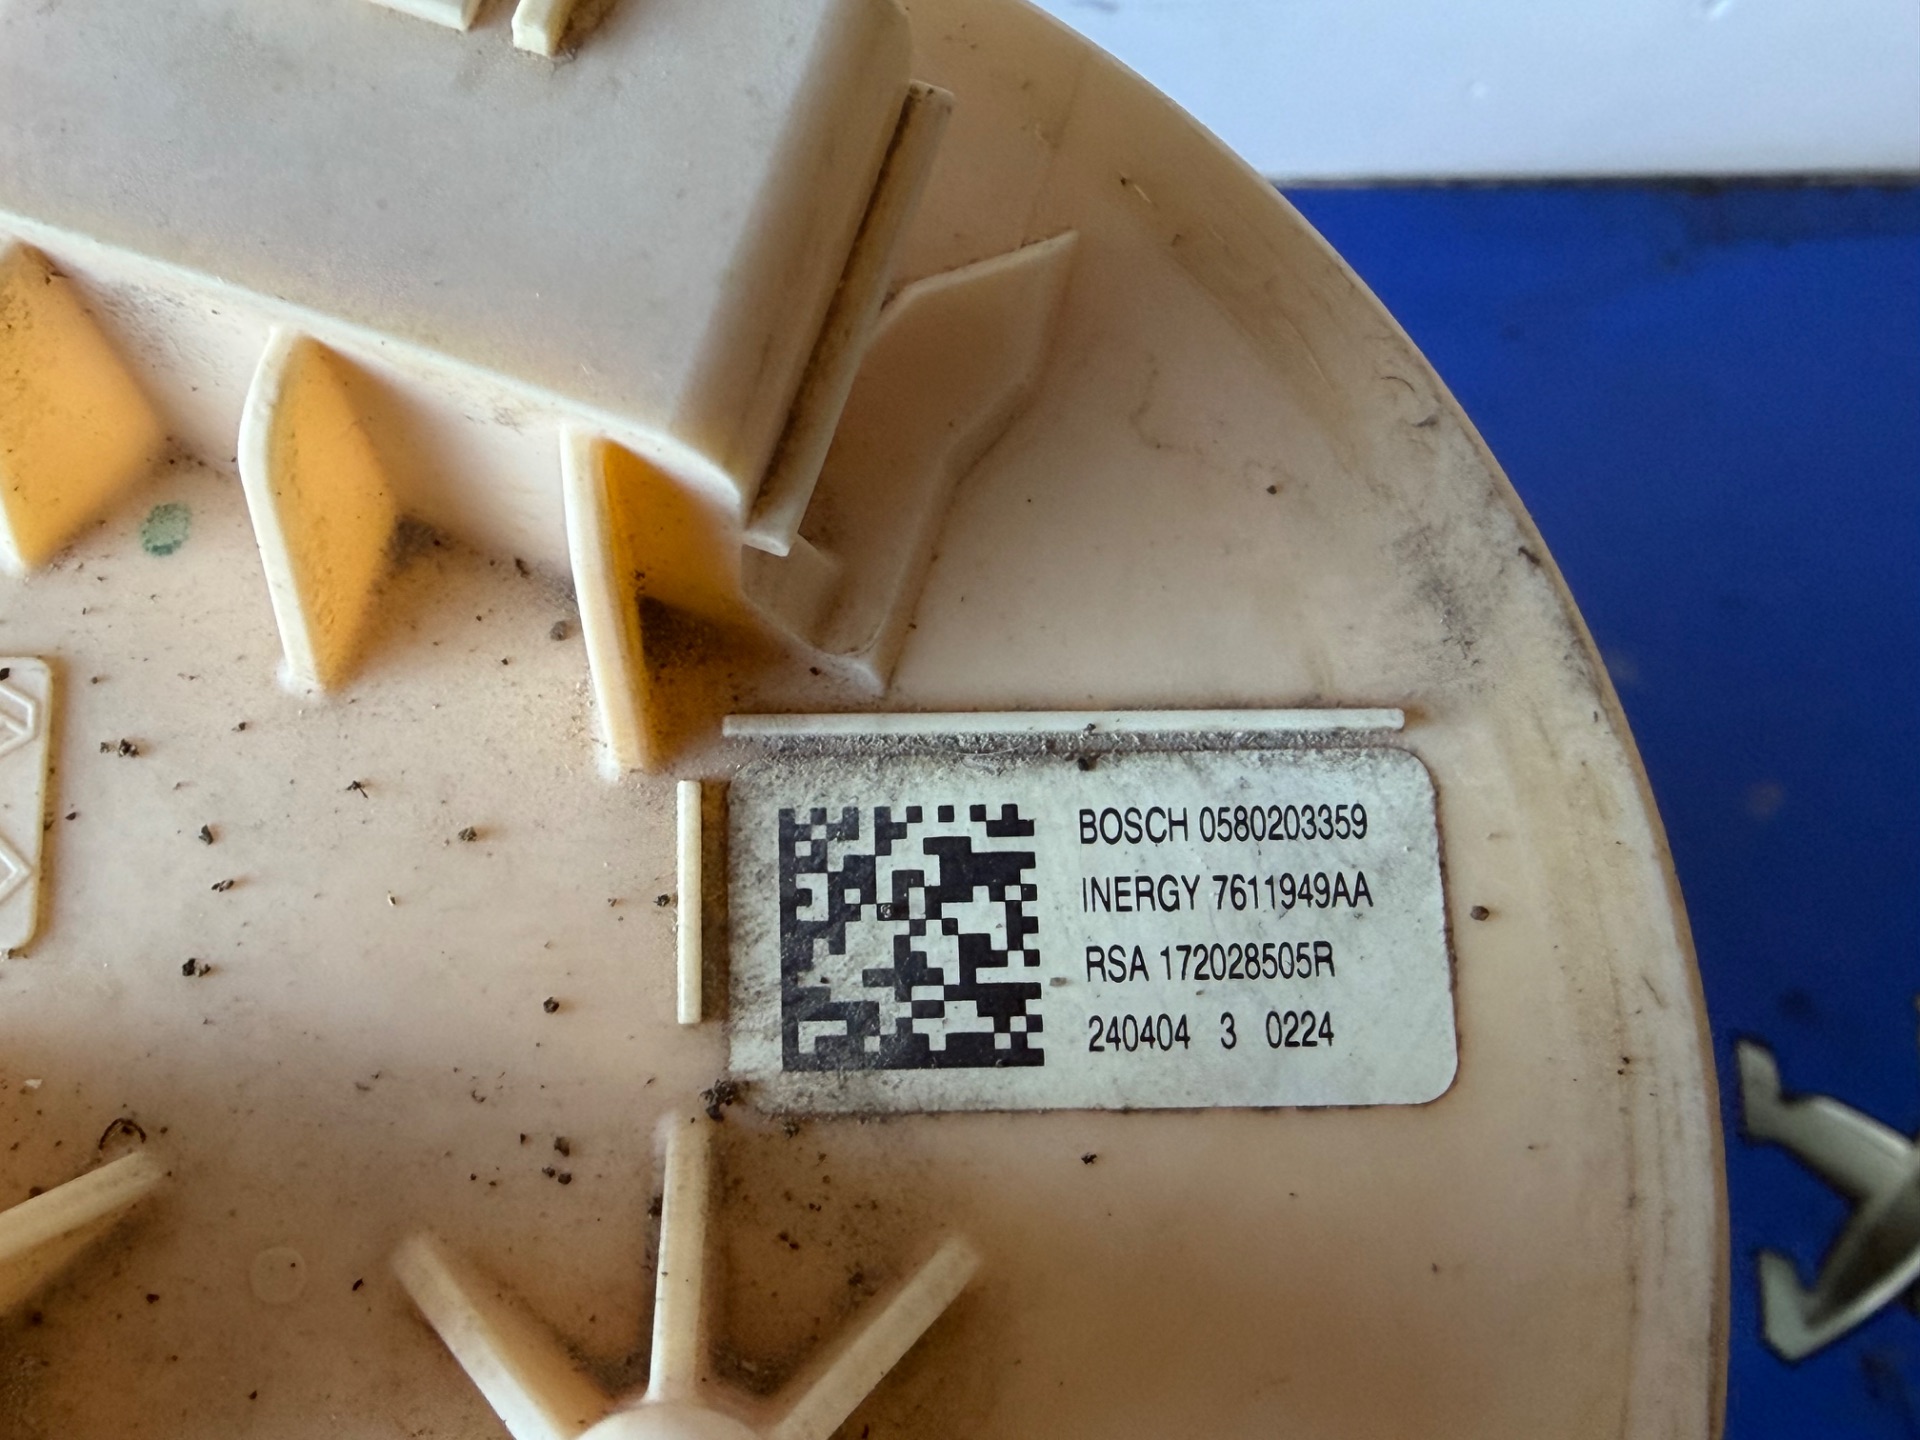 BOSCH 0580203359
INERGY 7611949AA
RSA 172028505R
240404 3 0224